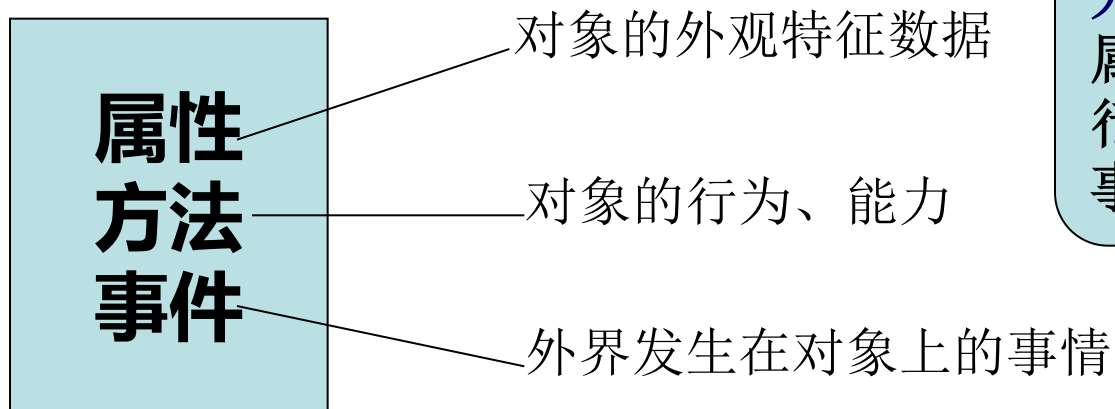 对象的外观特征数据
属性
方法
对象的行为、能力
事件
外界发生在对象上的事情
属